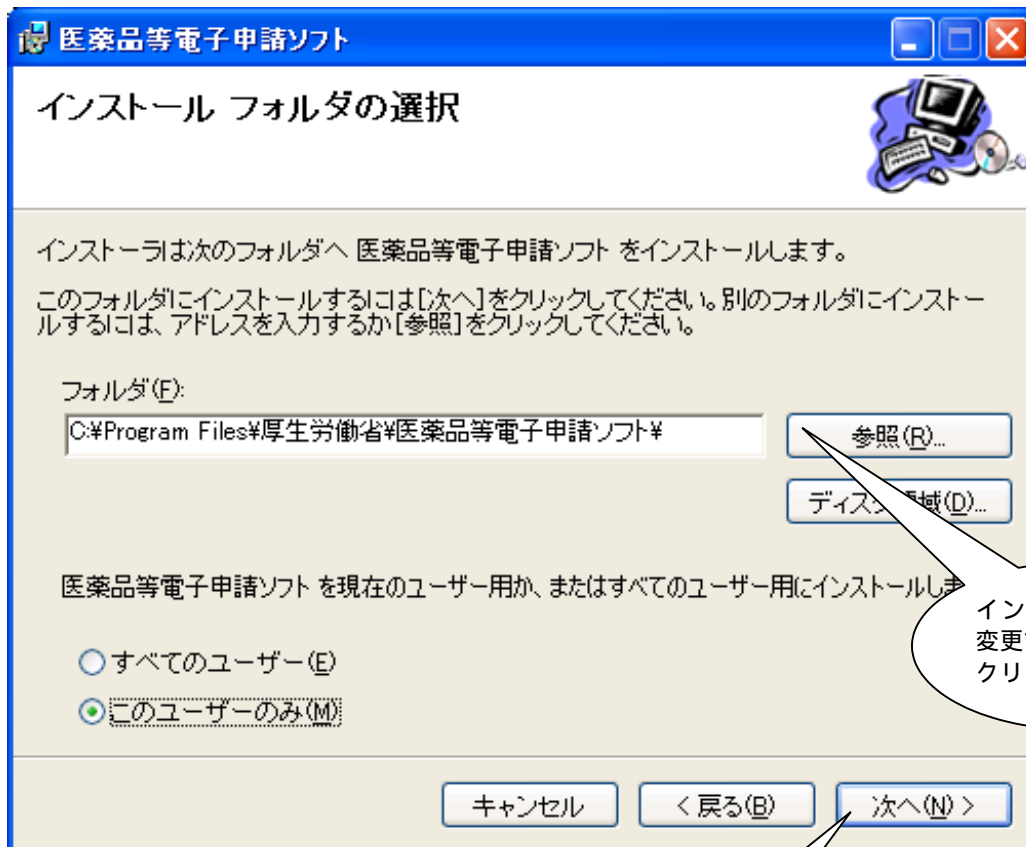 医薬品等電子申請ソフト
インストール フォルダの選択
インストーラは次のフォルダへ 医薬品等電子申請ソフト をインストールします。
このフォルダにインストールするには[次へ]をクリックしてください。別のフォルダにインストー
ルするには、アドレスを入力するか[参照]をクリックしてください。
フォルダ(F):
C:¥Program Files¥厚生労働省¥医薬品等電子申請ソフト¥
参照(R)...
ディスク領域(D)...
医薬品等電子申請ソフト を現在のユーザー用か、またはすべてのユーザー用にインストールしま
イン
変更
クリ
すべてのユーザー(E)
このユーザーのみ(M)
キャンセル
< 戻る(B)
次へ(N) >